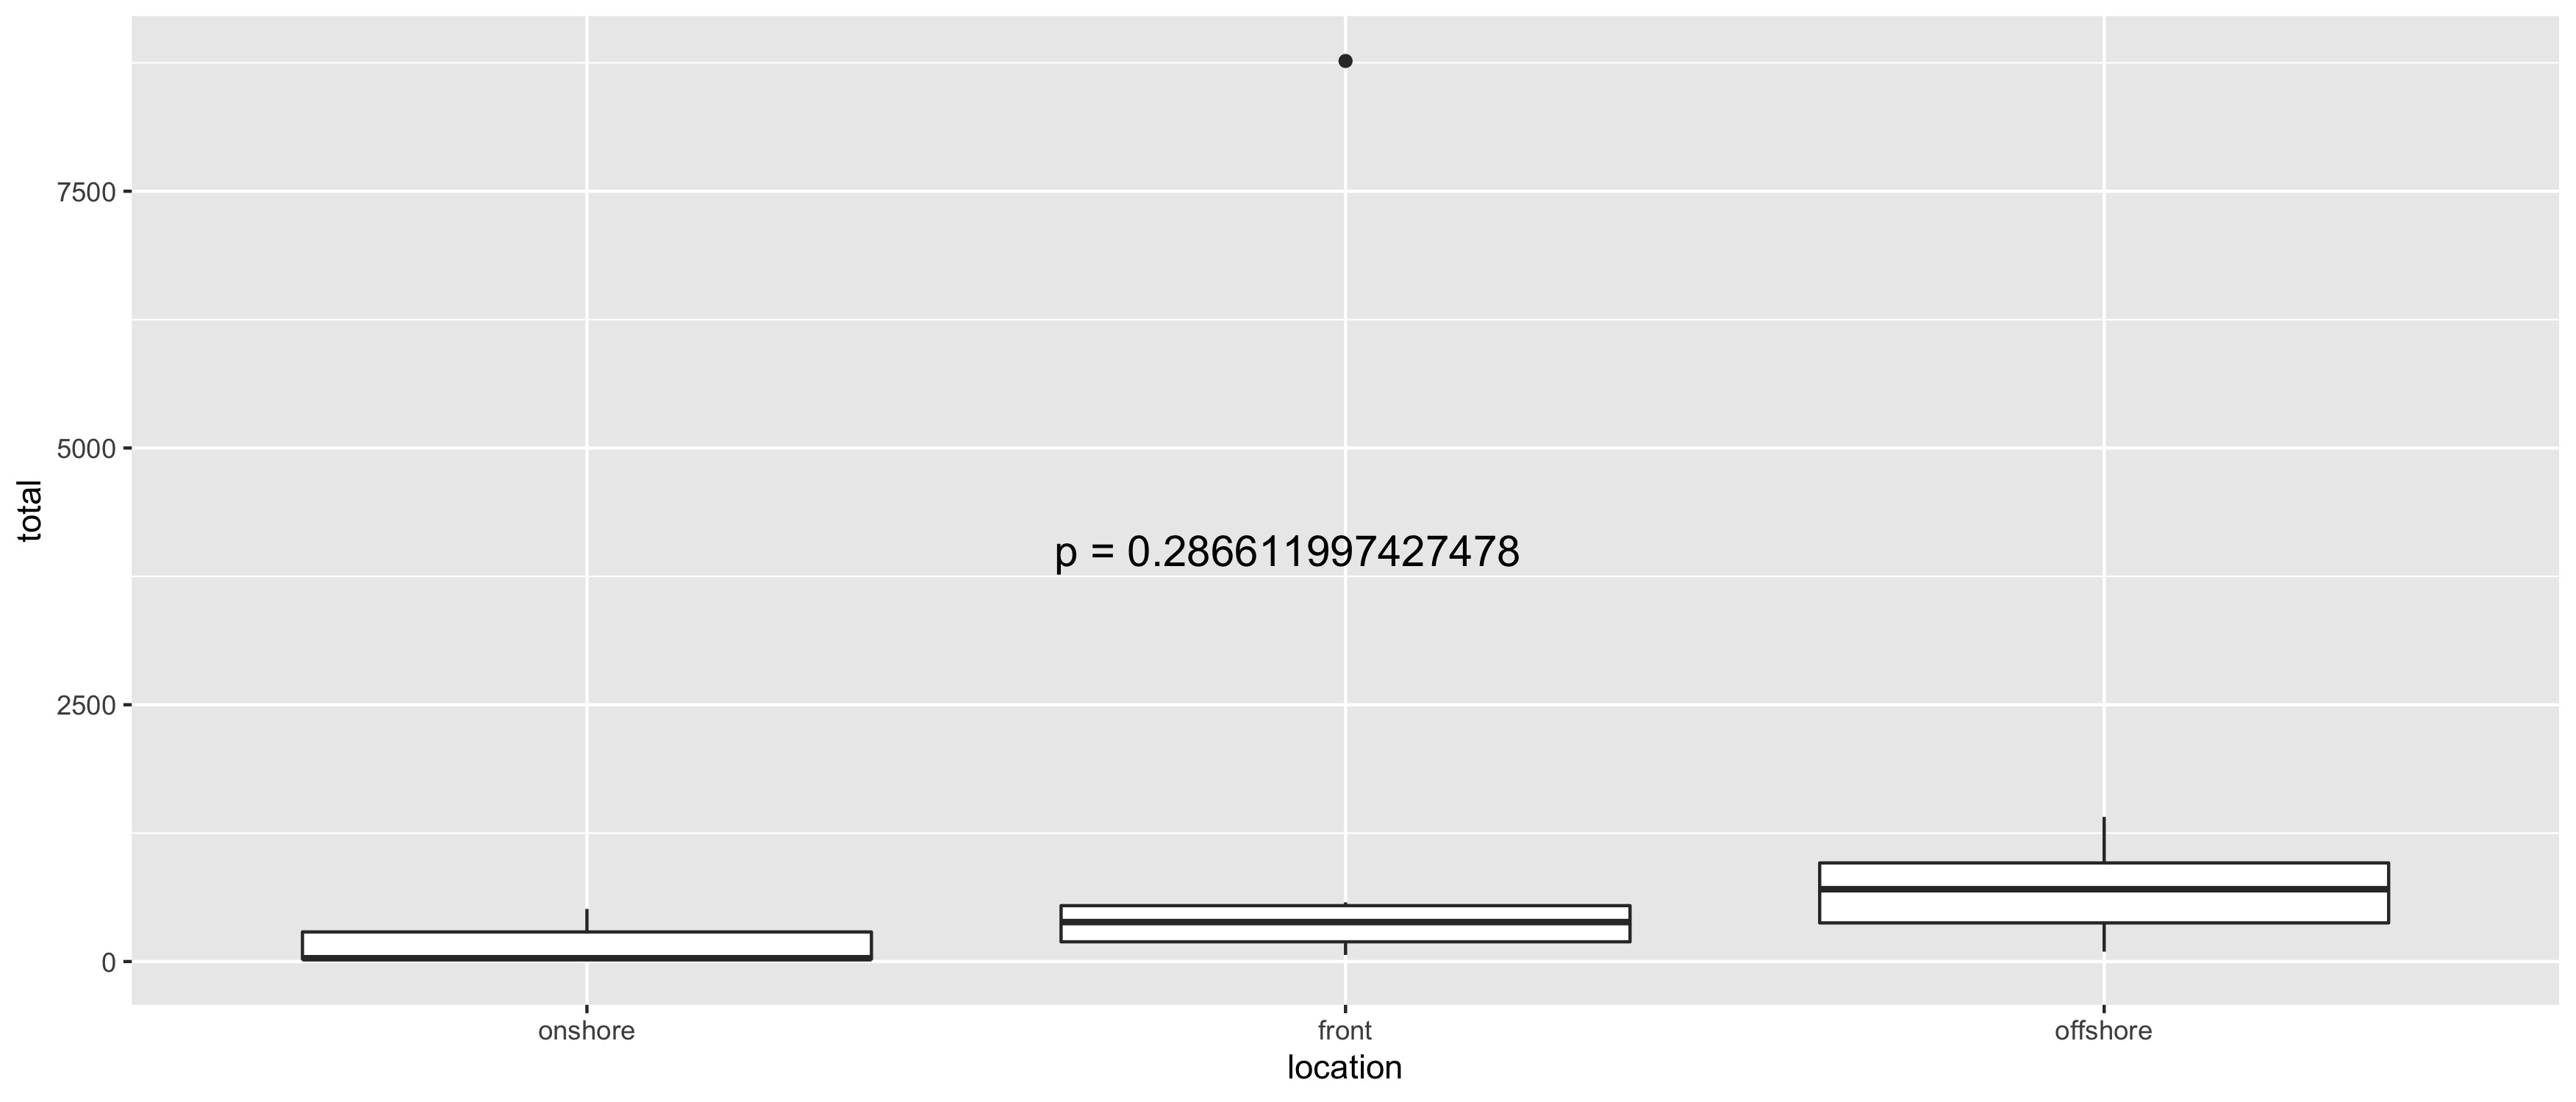 7500
5000
2500
0
total
p = 0.286611997427478
onshore
front
offshore
location